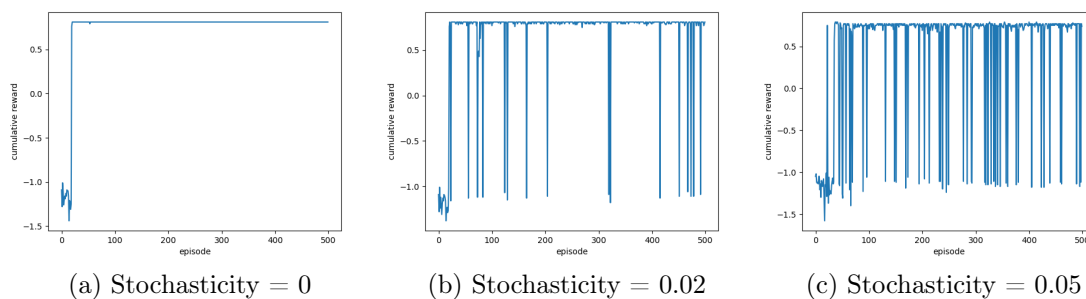 0.5
0.0
−0.5
−1.0
−1.5
cumulative reward
0 100 200 300 400 500
episode
(a) Stochasticity = 0
0.5
0.0
−0.5
−1.0
cumulative reward
0 100 200 300 400 500
episode
(b) Stochasticity = 0.02
0.5
0.0
−0.5
−1.0
−1.5
cumulative reward
0 100 200 300 400 500
episode
(c) Stochasticity = 0.05